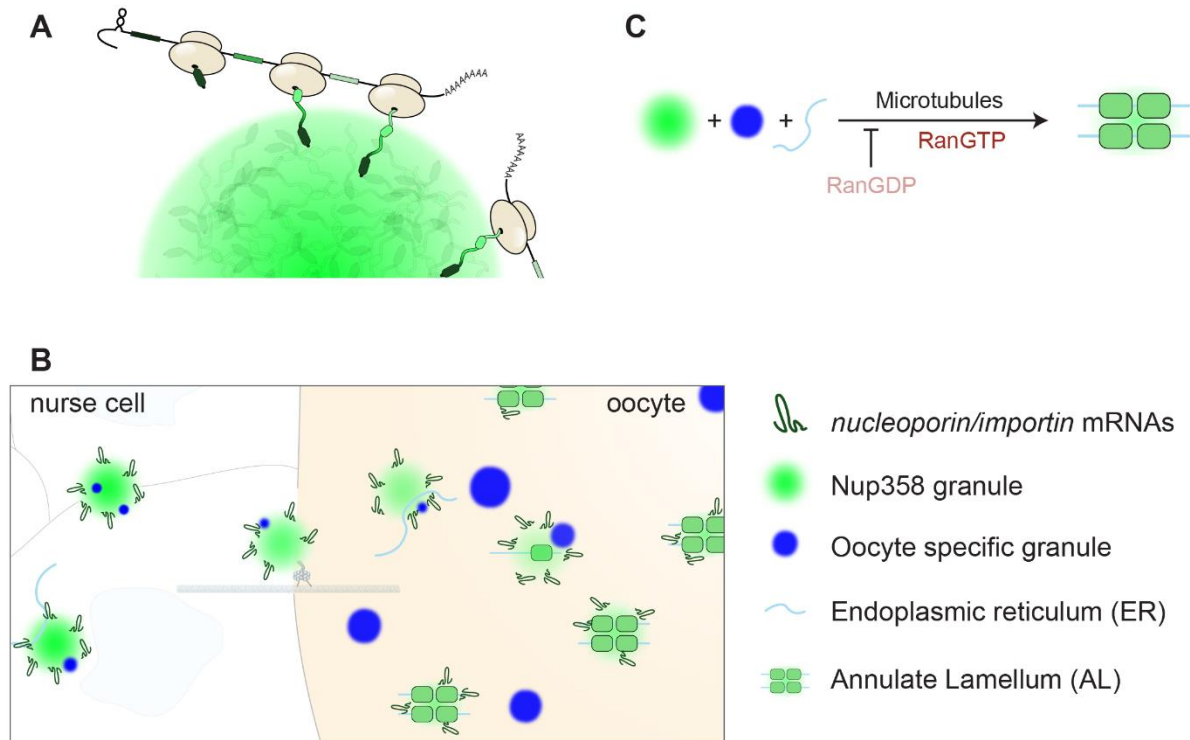 A
AAAAAAAA
AAAAAAA
C
+
+
Microtubules
RanGTP
RanGDP
B
nurse cell
oocyte
nucleoporin/importin mRNAs
Nup358 granule
Oocyte specific granule
Endoplasmic reticulum (ER)
Annulate Lamellum (AL)